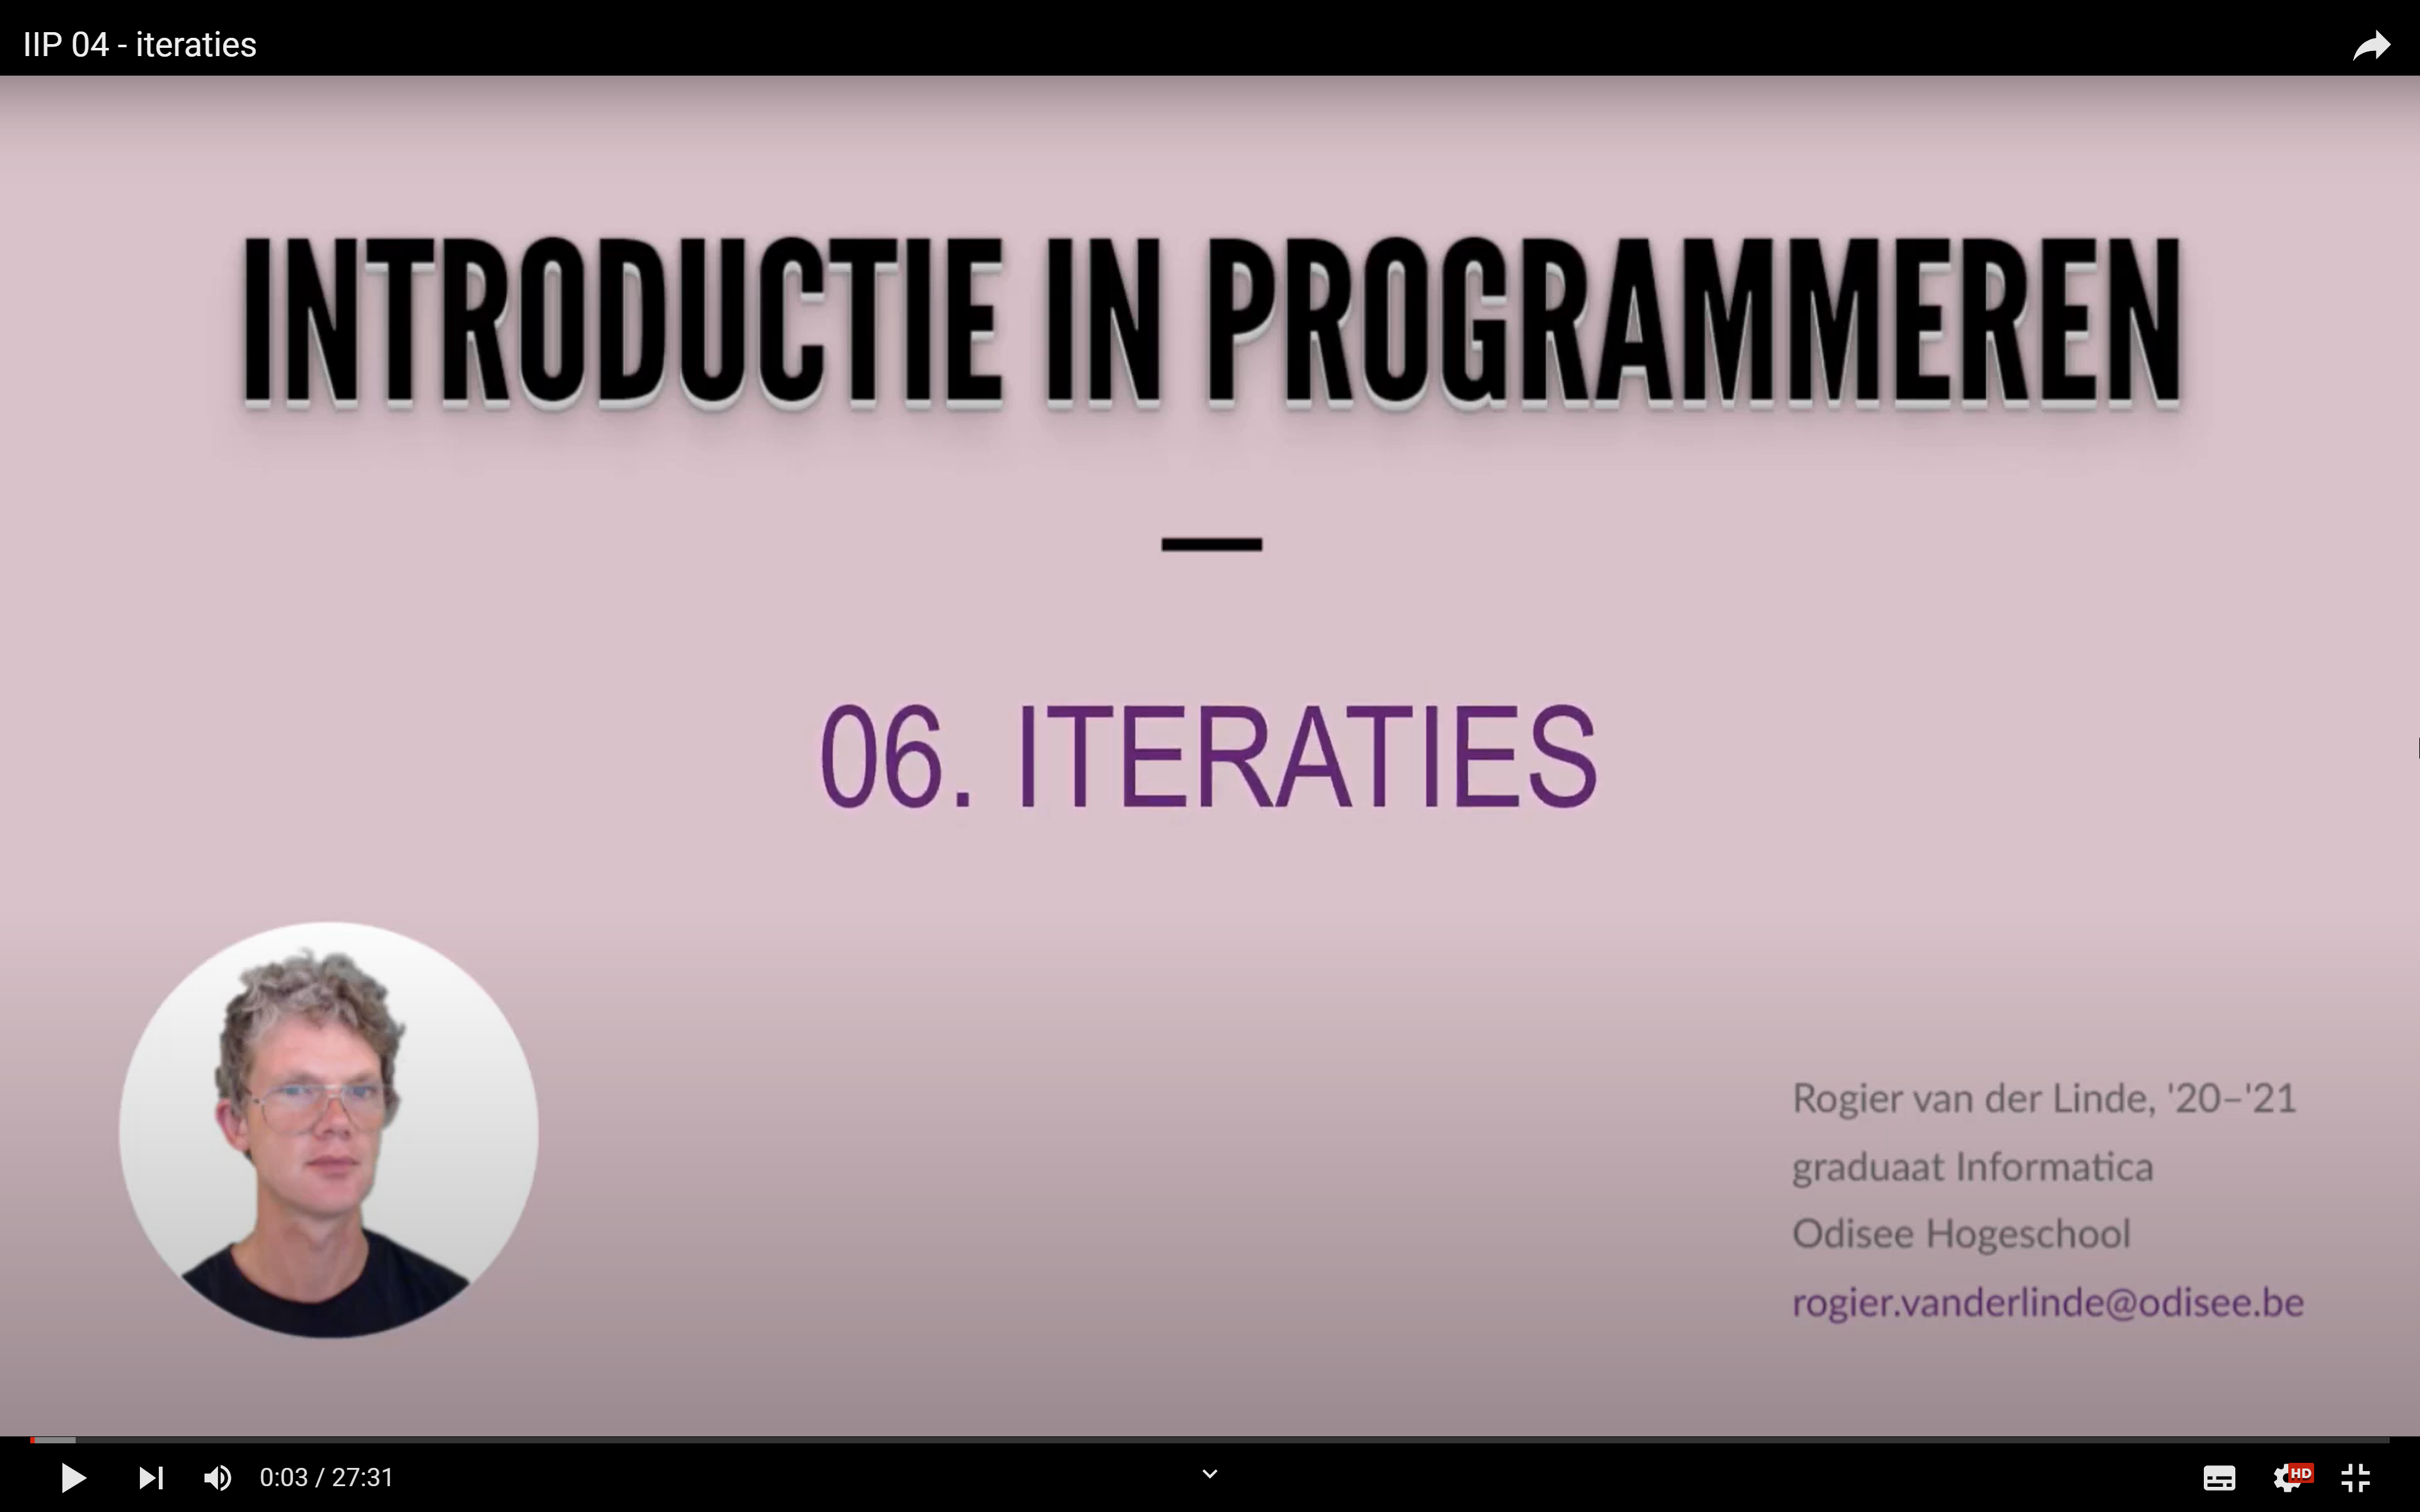 IIP 04 - iteraties
INTRODUCTIE IN PROGRAMMEREN
06. ITERATIES
Rogier van der Linde, '20–'21
graduaat Informatica
Odisee Hogeschool
rogier.vanderlinde@odisee.be
0:03 / 27:31
HD